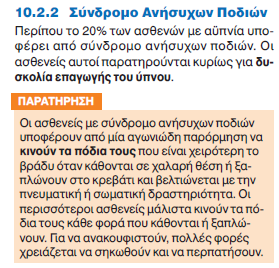 10.2.2 Σύνδρομο Ανήσυχων Ποδιών
Περίπου το 20% των ασθενών με αϋπνία υπο-
φέρει από σύνδρομο ανήσυχων ποδιών. Οι
ασθενείς αυτοί παρατηρούνται κυρίως για δυ-
σκολία επαγωγής του ύπνου.
ΠΑΡΑΤΗΡΗΣΗ
Οι ασθενείς με σύνδρομο ανήσυχων ποδιών
υποφέρουν από μία αγωνιώδη παρόρμηση να
κινούν τα πόδια τους που είναι χειρότερη το
βράδυ όταν κάθονται σε χαλαρή θέση ή ξα-
πλώνουν στο κρεβάτι και βελτιώνεται με την
πνευματική ή σωματική δραστηριότητα. Οι
περισσότεροι ασθενείς μάλιστα κινούν τα πό-
δια τους κάθε φορά που κάθονται ή ξαπλώ-
νουν. Για να ανακουφιστούν, πολλές φορές
χρειάζεται να σηκωθούν και να περπατήσουν.